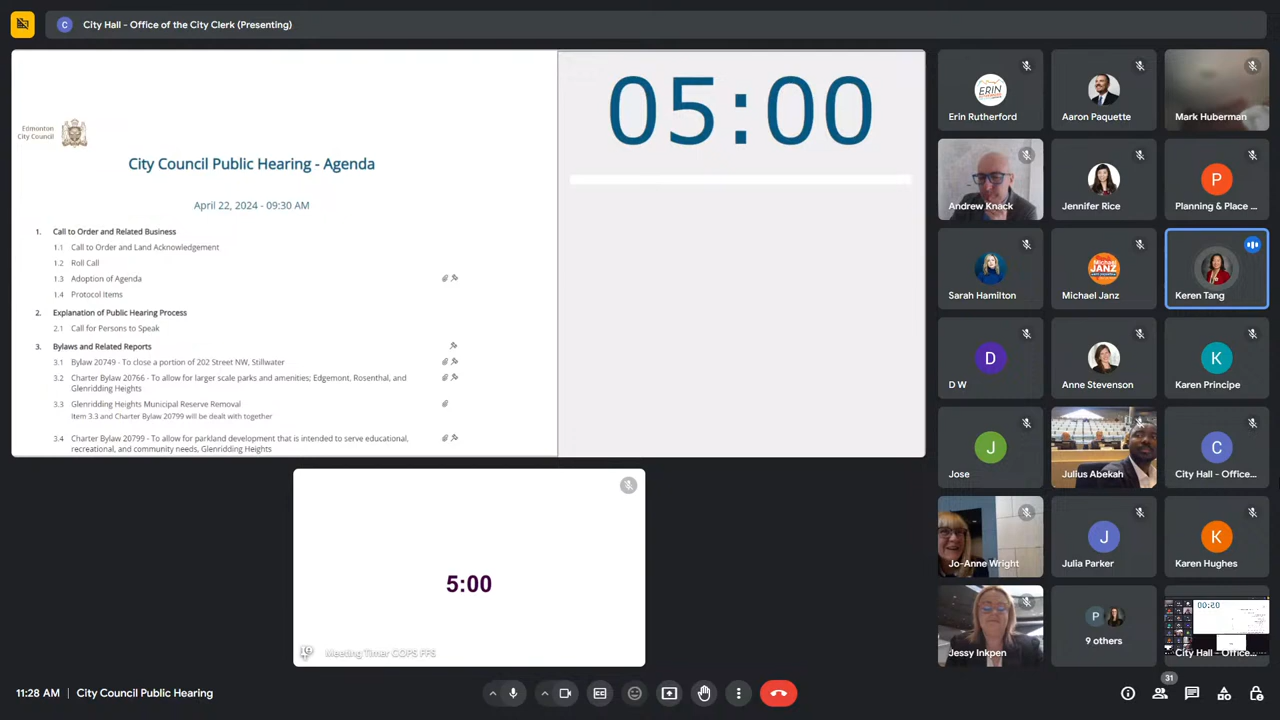 City Hall - Office of the City Clerk (Presenting)
Edmonton
City Council
City Council Public Hearing - Agenda
April 22, 2024 - 09:30 AM
1. Call to Order and Related Business
1.1 Call to Order and Land Acknowledgement
1.2 Roll Call
1.3 Adoption of Agenda
1.4 Protocol Items
2. Explanation of Public Hearing Process
2.1 Call for Persons to Speak
3. Bylaws and Related Reports
3.1 Bylaw 20749 - To close a portion of 202 Street NW, Stillwater
3.2 Charter Bylaw 20766 - To allow for larger scale parks and amenities; Edgemont, Rosenthal, and
Glenridding Heights
3.3 Glenridding Heights Municipal Reserve Removal
Item 3.3 and Charter Bylaw 20799 will be dealt with together
3.4 Charter Bylaw 20799 - To allow for parkland development that is intended to serve educational,
recreational, and community needs, Glenridding Heights
05:00
5:00
Meeting Timer COPS FFS
ERIN
Erin Rutherford
Aaron Paquette
Mark Huberman
Andrew Knack
Jennifer Rice
P
Planning & Place ...
Sarah Hamilton
Michael
JANZ
Michael Janz
Keren Tang
D
D W
Anne Stevenson
K
Karen Principe
J
Jose
Julius Abekah
C
City Hall - Office...
Jo-Anne Wright
J
Julia Parker
K
Karen Hughes
Jessy Inkpen
P
9 others
City Hall - Office...
11:28 AM | City Council Public Hearing
CC
31